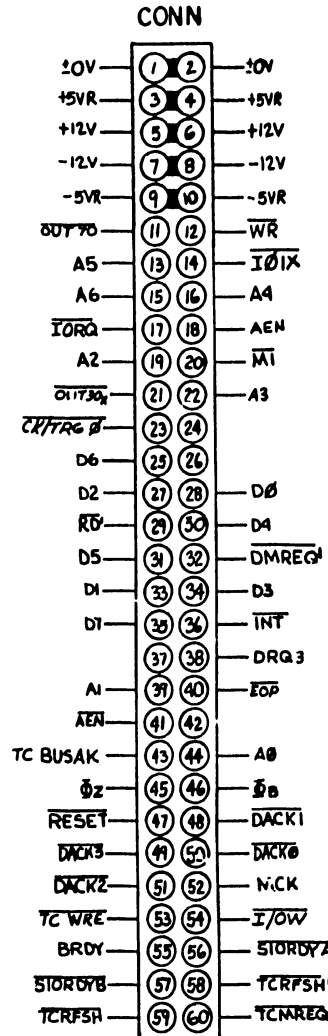 CONN
±0V 1 2 ±0V
+5VR 3 4 +5VR
+12V 5 6 +12V
-12V 7 8 -12V
-5VR 9 10 -5VR
OUT70 11 12 WR
A5 13 14 IØ1X
A6 15 16 A4
IORQ 17 18 AEN
A2 19 20 M1
OUT30x 21 22 A3
CK/TRG Ø 23 24
D6 25 26
D2 27 28 DØ
RD 29 30 D4
D5 31 32 DMREQ'
D1 33 34 D3
D7 35 36 INT
37 38 DRQ3
A1 39 40 EOP
AEN 41 42
TC BUSAK 43 44 AØ
ΦZ 45 46 ΦB
RESET 47 48 DACK1
DACK3 49 50 DACKØ
DACK2 51 52 NiCK
TC WRE 53 54 I/OW
BRDY 55 56 SIORDYA
SIORDYB 57 58 TCRFSH'
TCRFSH 59 60 TCMREQ